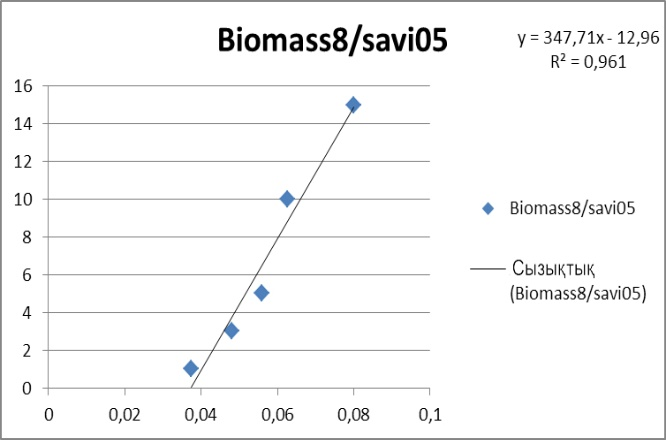 Biomass8/savi05
y = 347,71x - 12,96
R² = 0,961
16
14
12
10
8
6
4
2
0
0
0,02
0,04
0,06
0,08
0,1
Biomass8/savi05
Сызықтық
(Biomass8/savi05)